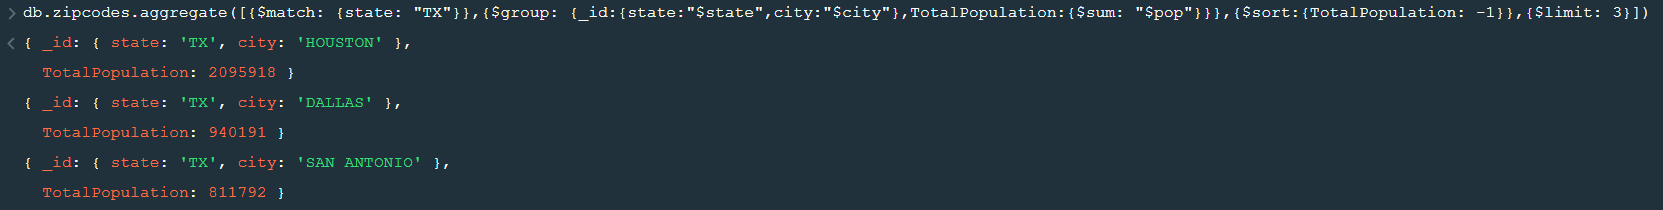 > db.zipcodes.aggregate([{$match: {state: "TX"}},{$group: {_id:{state:"$state",city:"$city"},TotalPopulation:{$sum: "$pop"}}},{$sort:{TotalPopulation: -1}},{$limit: 3}])
< { _id: { state: 'TX', city: 'HOUSTON' },
TotalPopulation: 2095918 }
{ _id: { state: 'TX', city: 'DALLAS' },
TotalPopulation: 940191 }
{ _id: { state: 'TX', city: 'SAN ANTONIO' },
TotalPopulation: 811792 }